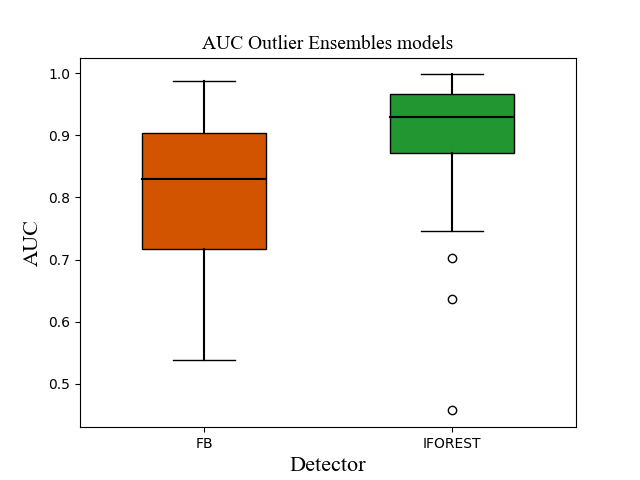 AUC Outlier Ensembles models
1.0
0.9
0.8
0.7
0.6
0.5
AUC
FB
IFOREST
Detector